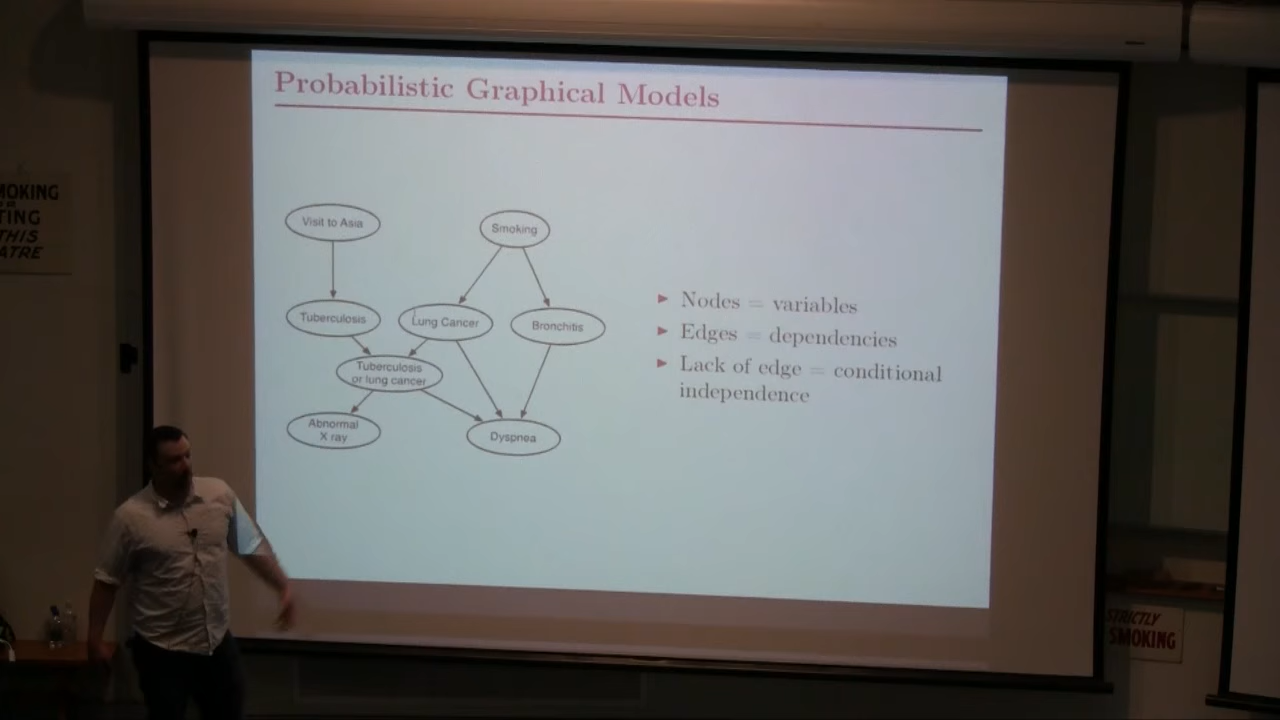 Probabilistic Graphical Models
Visit to Asia
Smoking
Tuberculosis
Lung Cancer
Bronchitis
Tuberculosis
or lung cancer
Abnormal
X ray
Dyspnea
Nodes = variables
Edges = dependencies
Lack of edge = conditional
independence
MOKING
TING
THIS
ATRE
STRICTLY
SMOKING